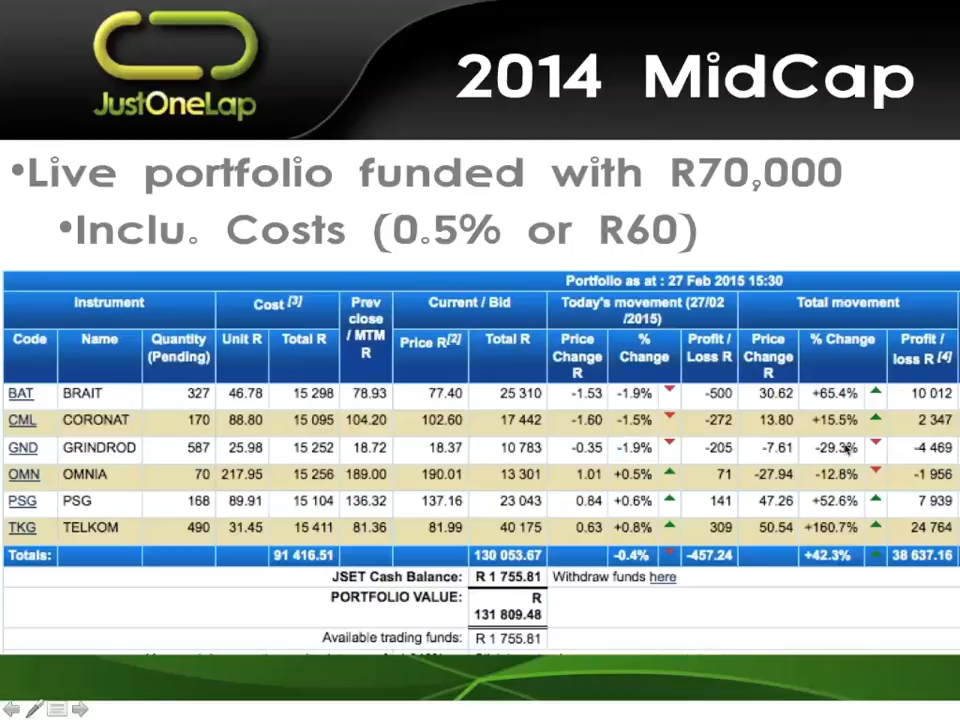 JustOneLap
2014 MidCap
•Live portfolio funded with R70,000
•Inclu. Costs (0.5% or R60)
Portfolio as at : 27 Feb 2015 15:30
Instrument Cost [3] Prev close / MTM R Current / Bid Today's movement (27/02 /2015) Total movement
Code Name Quantity (Pending) Unit R Total R Price R[2] Total R Price Change R % Change Profit / Loss R Price Change R % Change Profit / loss R [4]
BAT BRAIT 327 46.78 15 298 78.93 77.40 25 310 -1.53 -1.9% -500 30.62 +65.4% 10 012
CML CORONAT 170 88.80 15 095 104.20 102.60 17 442 -1.60 -1.5% -272 13.80 +15.5% 2 347
GND GRINDROD 587 25.98 15 252 18.72 18.37 10 783 -0.35 -1.9% -205 -7.61 -29.3% -4 469
OMN OMNIA 70 217.95 15 256 189.00 190.01 13 301 1.01 +0.5% 71 -27.94 -12.8% -1 956
PSG PSG 168 89.91 15 104 136.32 137.16 23 043 0.84 +0.6% 141 47.26 +52.6% 7 939
TKG TELKOM 490 31.45 15 411 81.36 81.99 40 175 0.63 +0.8% 309 50.54 +160.7% 24 764
Totals: 91 416.51 130 053.67 -0.4% -457.24 +42.3% 38 637.16
JSET Cash Balance: R 1 755.81 Withdraw funds here
PORTFOLIO VALUE: R 131 809.48
Available trading funds: R 1 755.81